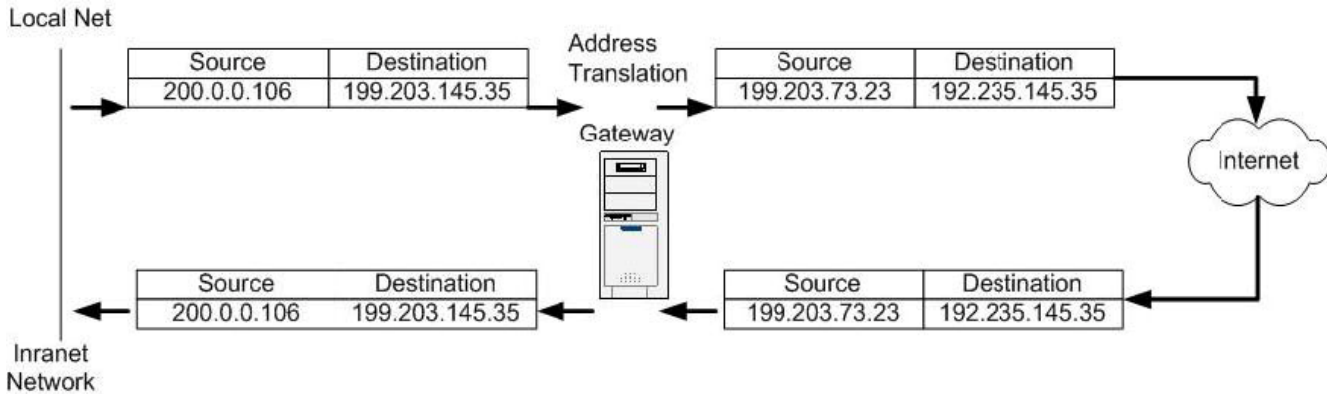 Local Net
Source Destination
200.0.0.106 199.203.145.35
Address
Translation
Source Destination
199.203.73.23 192.235.145.35
Gateway
Internet
Source Destination
200.0.0.106 199.203.145.35
Source Destination
199.203.73.23 192.235.145.35
Inranet
Network